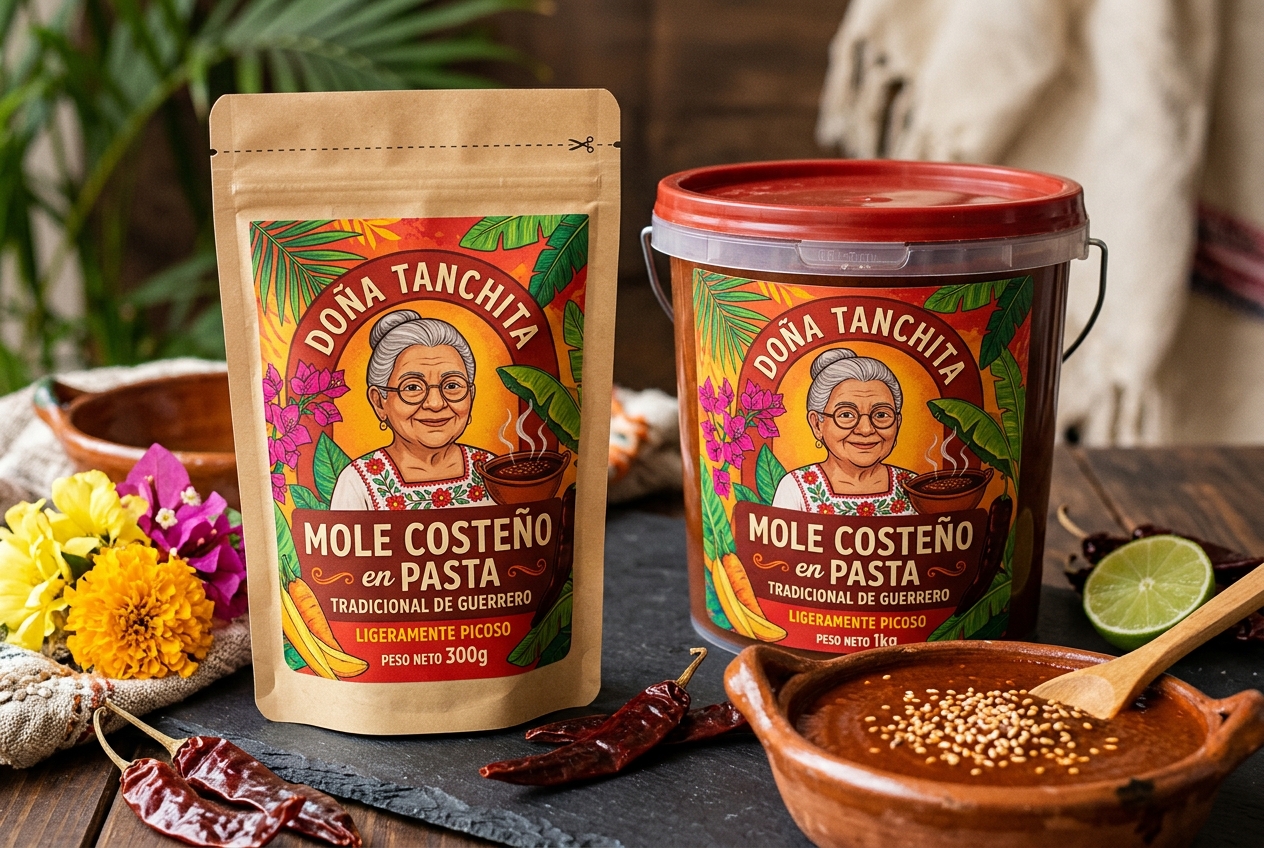 DOÑA TANCHITA
MOLE COSTEÑO
en PASTA
TRADICIONAL DE GUERRERO
LIGERAMENTE PICOSO
PESO NETO 300g
DOÑA TANCHITA
MOLE COSTEÑO
en PASTA
TRADICIONAL DE GUERRERO
LIGERAMENTE PICOSO
PESO NETO 1kg